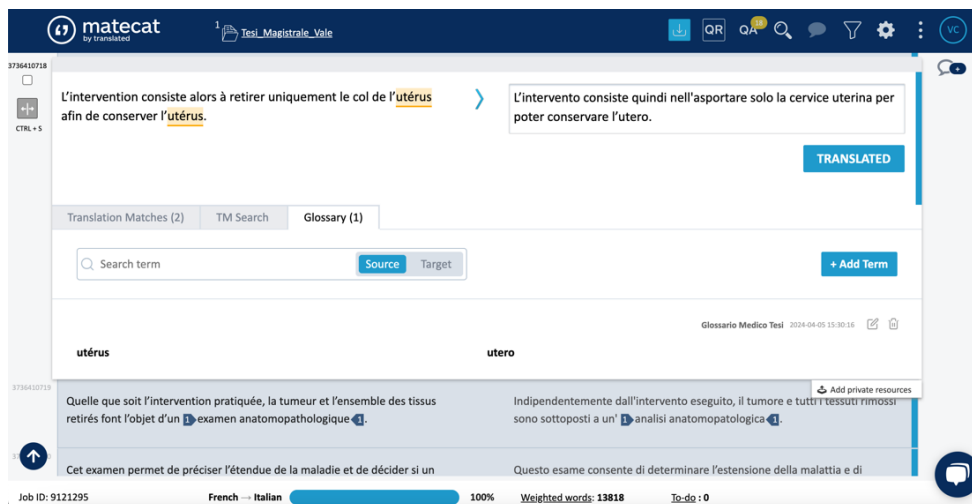 matecat
by translated
1 Tesi_Magistrale_Vale
QR
QA 18
VC
3736410718
CTRL + S
L'intervention consiste alors à retirer uniquement le col de l'utérus
afin de conserver l'utérus.
L'intervento consiste quindi nell'asportare solo la cervice uterina per
poter conservare l'utero.
TRANSLATED
Translation Matches (2)
TM Search
Glossary (1)
Search term
Source
Target
+ Add Term
Glossario Medico Tesi 2024-04-05 15:30:16
utérus
utero
3736410719
Add private resources
Quelle que soit l'intervention pratiquée, la tumeur et l'ensemble des tissus
retirés font l'objet d'un 1 examen anatomopathologique 1.
Indipendentemente dall'intervento eseguito, il tumore e tutti i tessuti rimossi
sono sottoposti a un' 1 analisi anatomopatologica 1.
Cet examen permet de préciser l'étendue de la maladie et de décider si un
Questo esame consente di determinare l'estensione della malattia e di
Job ID: 9121295
French → Italian
100%
Weighted words: 13818
To-do : 0